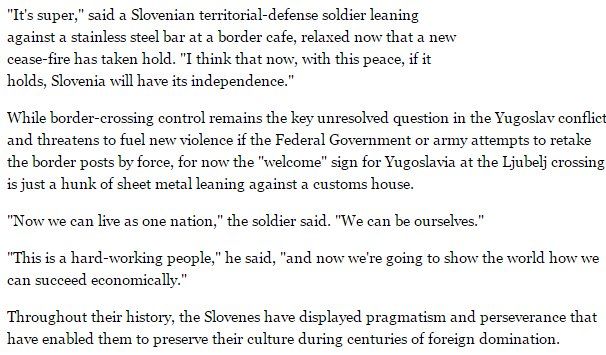 "It's super," said a Slovenian territorial-defense soldier leaning
against a stainless steel bar at a border cafe, relaxed now that a new
cease-fire has taken hold. "I think that now, with this peace, if it
holds, Slovenia will have its independence."
While border-crossing control remains the key unresolved question in the Yugoslav conflict
and threatens to fuel new violence if the Federal Government or army attempts to retake
the border posts by force, for now the "welcome" sign for Yugoslavia at the Ljubelj crossing
is just a hunk of sheet metal leaning against a customs house.
"Now we can live as one nation," the soldier said. "We can be ourselves."
"This is a hard-working people," he said, "and now we're going to show the world how we
can succeed economically."
Throughout their history, the Slovenes have displayed pragmatism and perseverance that
have enabled them to preserve their culture during centuries of foreign domination.